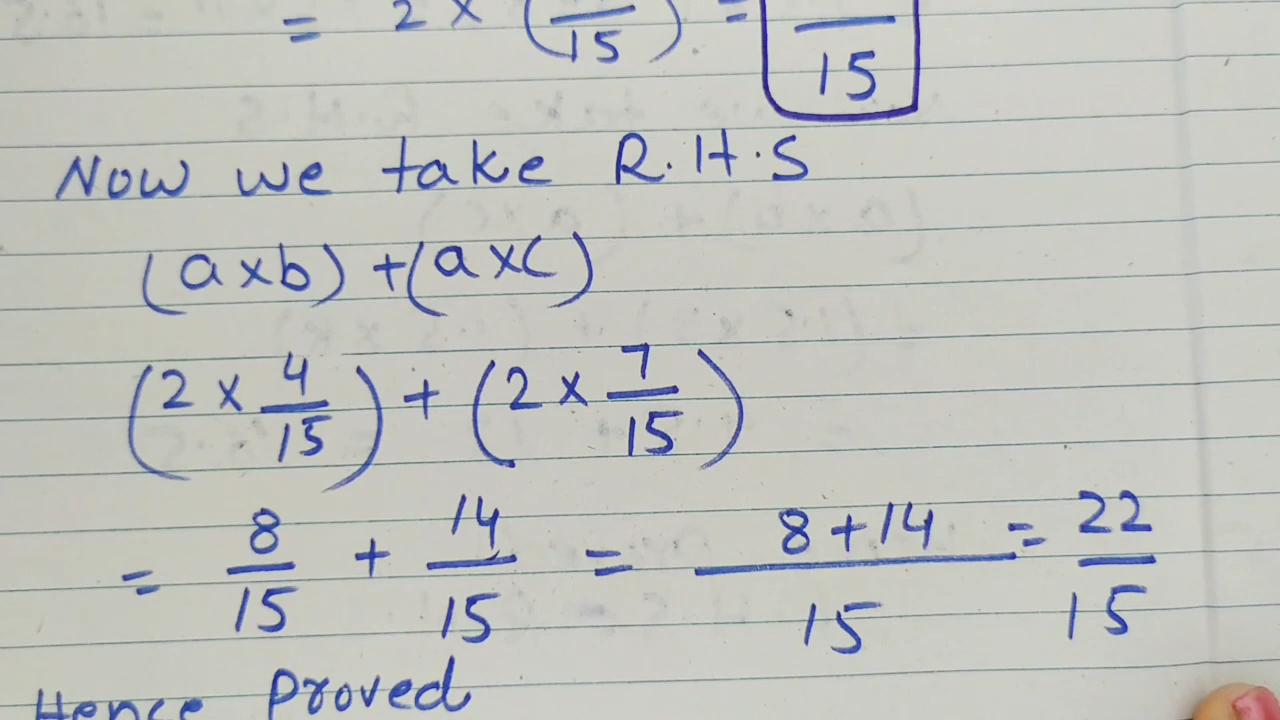 = 2 × ( /15) = /15
Now we take R.H.S
(a×b) + (a×c)
(2 × 4/15) + (2 × 7/15)
= 8/15 + 14/15 = 8+14/15 = 22/15
Hence Proved